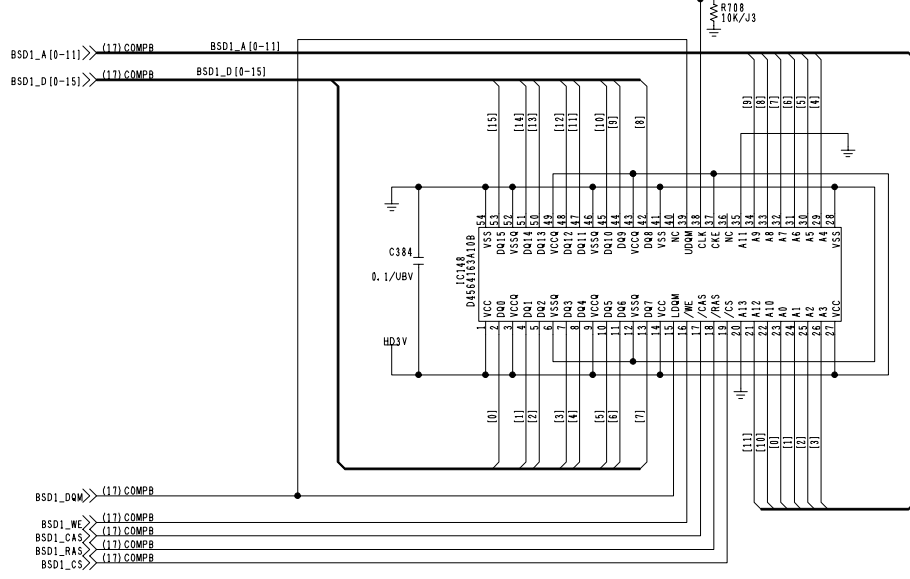 R708
10K/J3
BSD1_A[0-11] (17)COMPB BSD1_A[0-11]
BSD1_D[0-15] (17)COMPB BSD1_D[0-15]
[15] [14] [13] [12] [11] [10] [9] [8] [9] [8] [7] [6] [5] [4]
54 53 52 51 50 49 48 47 46 45 44 43 42 41 40 39 38 37 36 35 34 33 32 31 30 29 28
VSS DQ15 VSSQ DQ14 DQ13 VCCQ DQ12 DQ11 VSSQ DQ10 DQ9 VCCQ DQ8 VSS NC UDQM CLK CKE NC A11 A9 A8 A7 A6 A5 A4 VSS
C384
0.1/UBV
IC148
D4564163A10B
VCC DQ0 VCCQ DQ1 DQ2 VSSQ DQ3 DQ4 VCCQ DQ5 DQ6 VSSQ DQ7 VCC LDQM /WE /CAS /RAS /CS A13 A12 A10 A0 A1 A2 A3 VCC
1 2 3 4 5 6 7 8 9 10 11 12 13 14 15 16 17 18 19 20 21 22 23 24 25 26 27
HD3V
[0] [1] [2] [3] [4] [5] [6] [7] [11] [10] [0] [1] [2] [3]
BSD1_DQM (17)COMPB
BSD1_WE (17)COMPB
BSD1_CAS (17)COMPB
BSD1_RAS (17)COMPB
BSD1_CS (17)COMPB